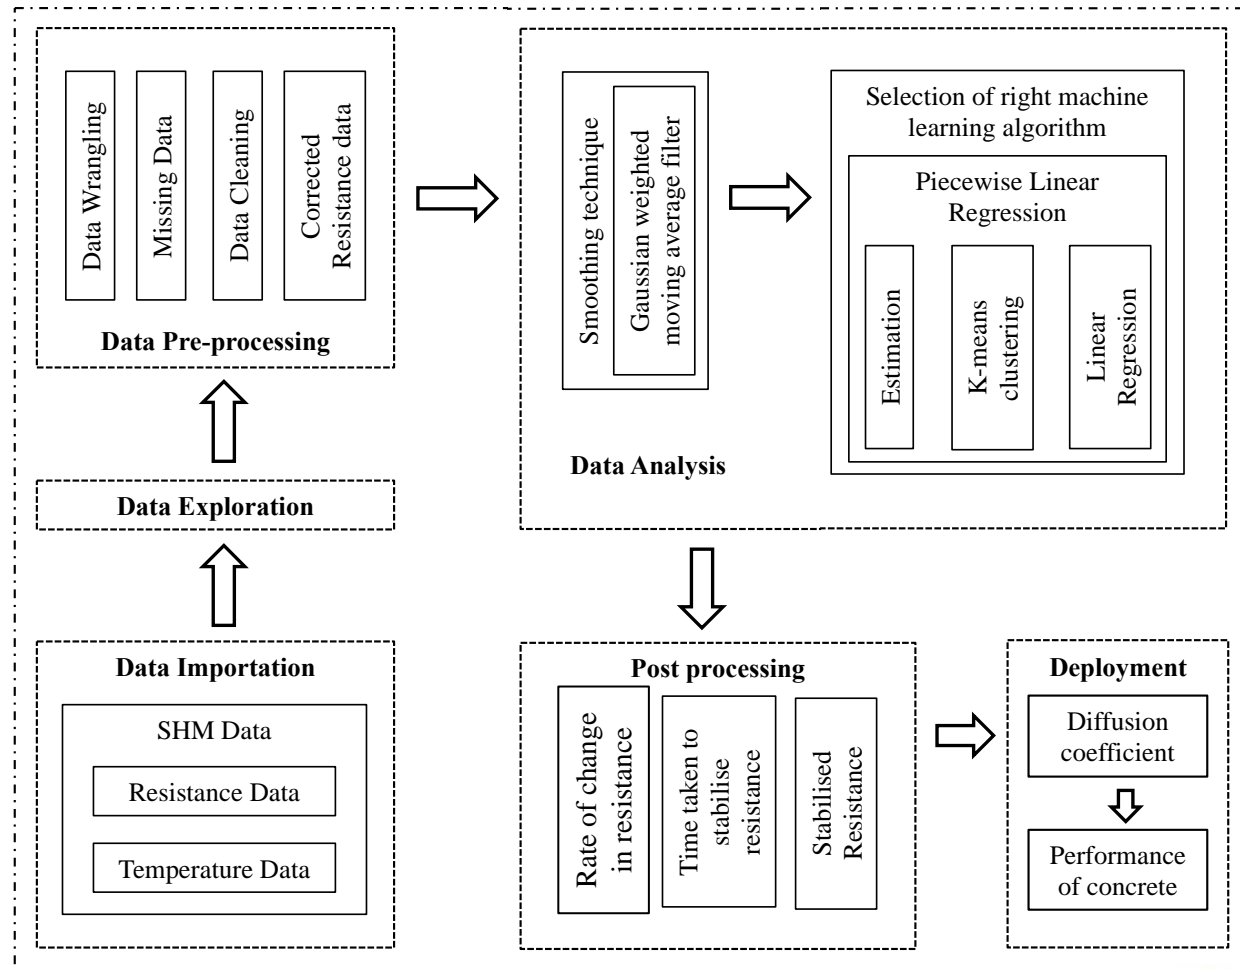 Data Wrangling
Missing Data
Data Cleaning
Corrected
Resistance data
Data Pre-processing
Data Exploration
Data Importation
SHM Data
Resistance Data
Temperature Data
Smoothing technique
Gaussian weighted
moving average filter
Selection of right machine
learning algorithm
Piecewise Linear
Regression
Estimation
K-means
clustering
Linear
Regression
Data Analysis
Post processing
Rate of change
in resistance
Time taken to
stabilise
resistance
Stabilised
Resistance
Deployment
Diffusion
coefficient
Performance
of concrete